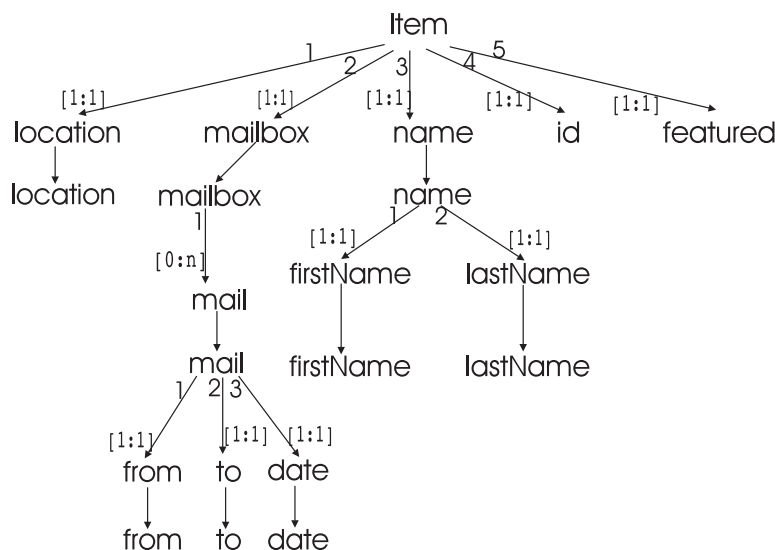 Item
1 2 3 4 5
[1:1] [1:1] [1:1] [1:1] [1:1]
location mailbox name id featured
location mailbox name
1 1 2
[0:n] [1:1] [1:1]
firstName lastName
mail
mail firstName lastName
1 2 3
[1:1] [1:1] [1:1]
from to date
from to date